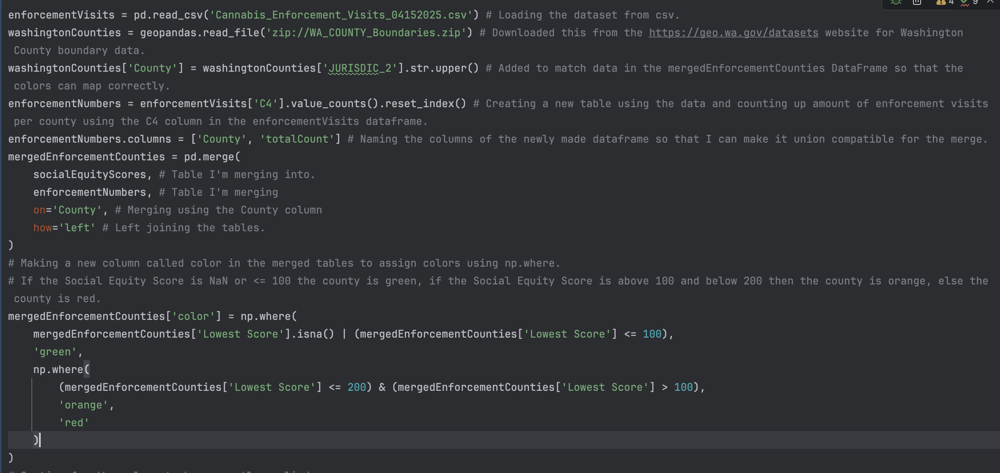 4 9
enforcementVisits = pd.read_csv('Cannabis_Enforcement_Visits_04152025.csv') # Loading the dataset from csv.
washingtonCounties = geopandas.read_file('zip://WA_COUNTY_Boundaries.zip') # Downloaded this from the https://geo.wa.gov/datasets website for Washington
County boundary data.
washingtonCounties['County'] = washingtonCounties['JURISDIC_2'].str.upper() # Added to match data in the mergedEnforcementCounties DataFrame so that the
colors can map correctly.
enforcementNumbers = enforcementVisits['C4'].value_counts().reset_index() # Creating a new table using the data and counting up amount of enforcement visits
per county using the C4 column in the enforcementVisits dataframe.
enforcementNumbers.columns = ['County', 'totalCount'] # Naming the columns of the newly made dataframe so that I can make it union compatible for the merge.
mergedEnforcementCounties = pd.merge(
    socialEquityScores, # Table I'm merging into.
    enforcementNumbers, # Table I'm merging
    on='County', # Merging using the County column
    how='left' # Left joining the tables.
)
# Making a new column called color in the merged tables to assign colors using np.where.
# If the Social Equity Score is NaN or <= 100 the county is green, if the Social Equity Score is above 100 and below 200 then the county is orange, else the
county is red.
mergedEnforcementCounties['color'] = np.where(
    mergedEnforcementCounties['Lowest Score'].isna() | (mergedEnforcementCounties['Lowest Score'] <= 100),
    'green',
    np.where(
        (mergedEnforcementCounties['Lowest Score'] <= 200) & (mergedEnforcementCounties['Lowest Score'] > 100),
        'orange',
        'red'
    )
)